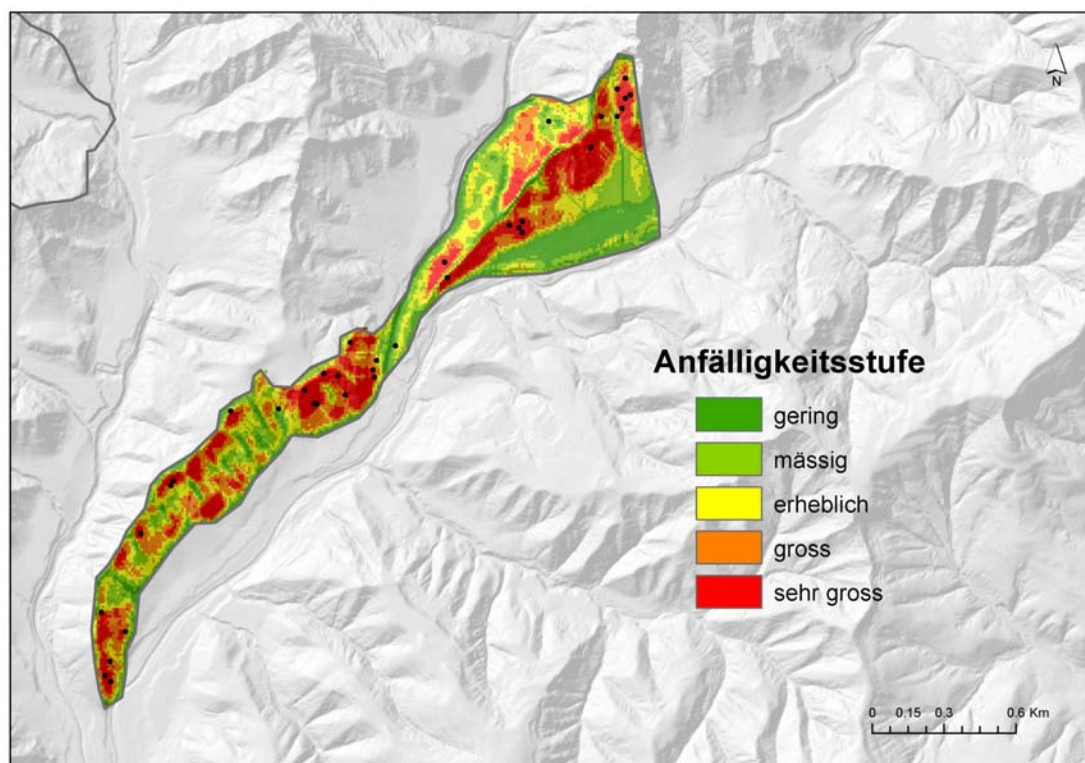 N
Anfälligkeitsstufe
gering
mässig
erheblich
gross
sehr gross
0 0,15 0,3 0,6 Km